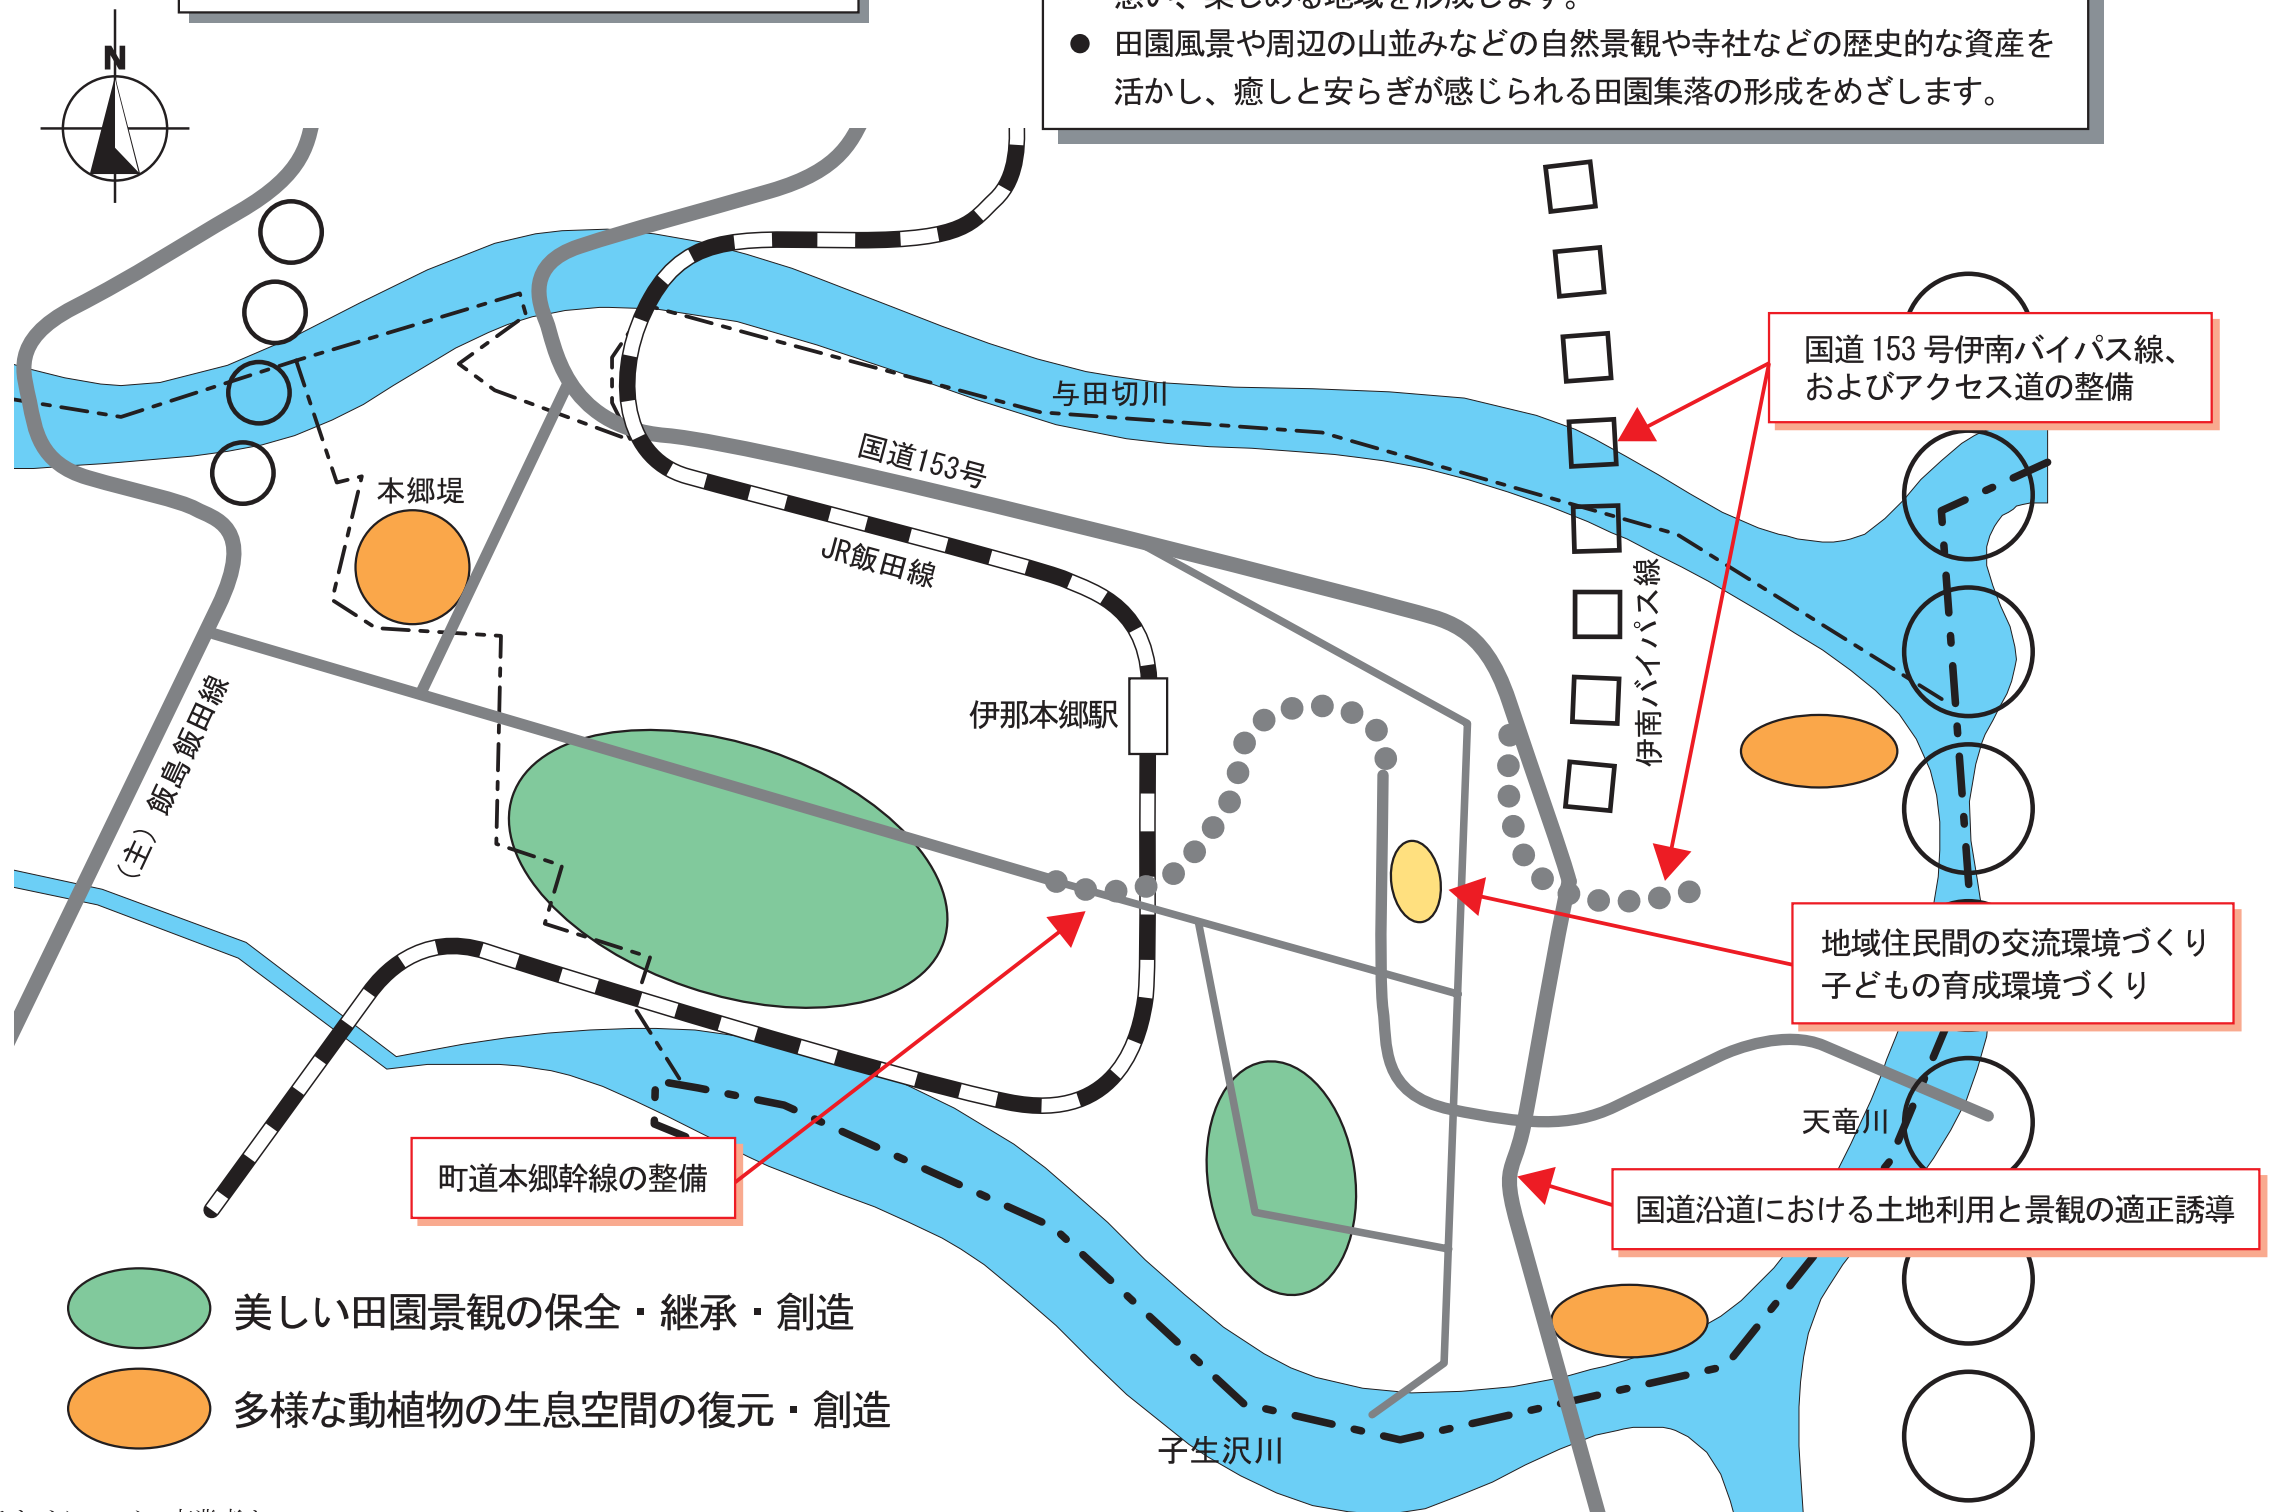 N
● 田園風景や周辺の山並みなどの自然景観や寺社などの歴史的な資産を
活かし、癒しと安らぎが感じられる田園集落の形成をめざします。
国道153号伊南バイパス線、
およびアクセス道の整備
与田切川
国道153号
本郷堤
JR飯田線
伊南バイパス線
伊那本郷駅
(主) 飯島飯田線
地域住民間の交流環境づくり
子どもの育成環境づくり
天竜川
町道本郷幹線の整備
国道沿道における土地利用と景観の適正誘導
美しい田園景観の保全・継承・創造
多様な動植物の生息空間の復元・創造
子生沢川